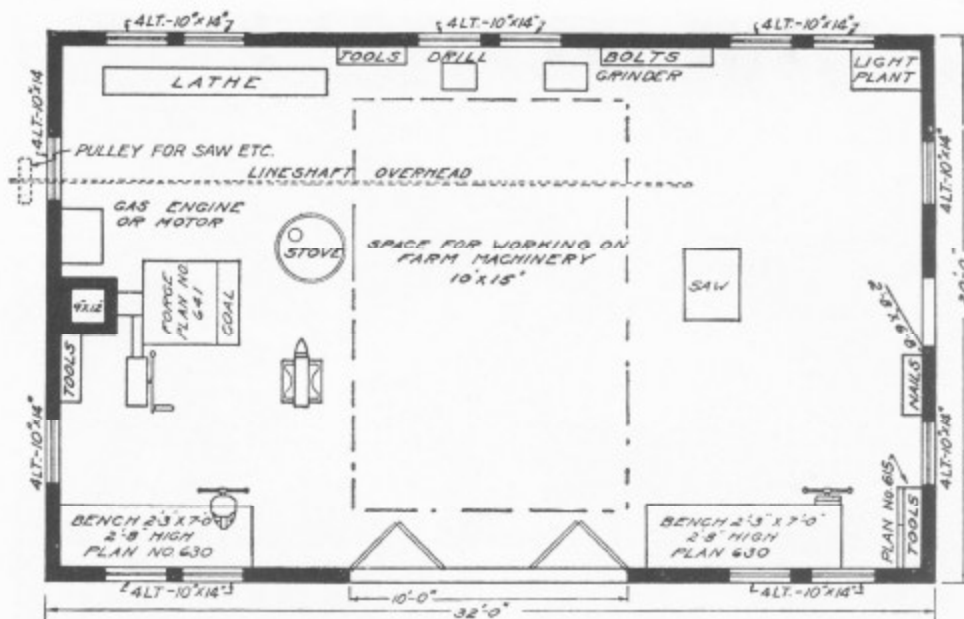 4LT.-10"X14"
4LT.-10"X14"
4LT.-10"X14"
TOOLS
DRILL
BOLTS
GRINDER
LIGHT
PLANT
LATHE
4LT.-10"X14
PULLEY FOR SAW ETC.
LINESHAFT OVERHEAD
4LT.-10"X14"
GAS ENGINE
OR MOTOR
STOVE
SPACE FOR WORKING ON
FARM MACHINERY
10'X15'
SAW
9"X12"
FORGE
PLAN NO
641
COAL
TOOLS
NAILS
4LT.-10"X14"
4LT.-10"X14"
PLAN NO. 615
TOOLS
BENCH 2'-3" X 7'-0"
2'-8" HIGH
PLAN NO. 630
BENCH 2'-3" X 7'-0"
2'-8" HIGH
PLAN 630
4LT.-10"X14"
4LT.-10"X14"
10'-0"
32'-0"